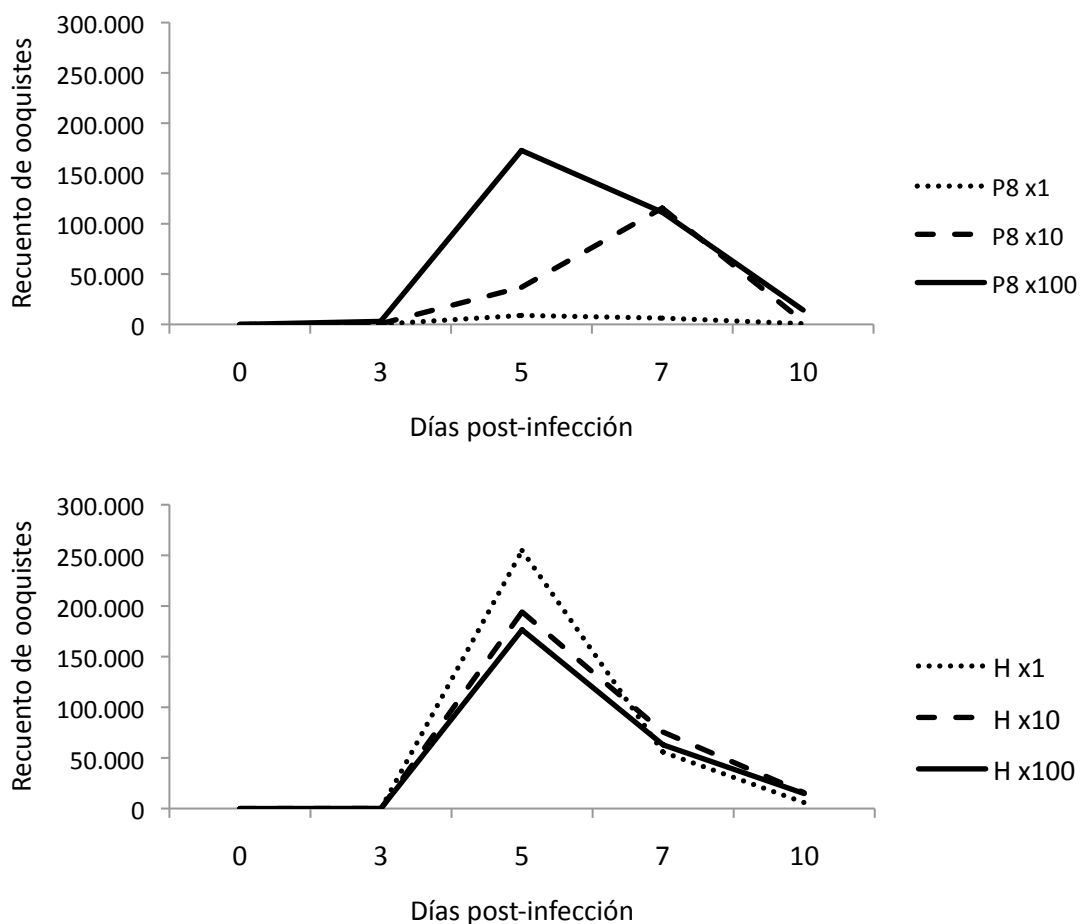 300.000
250.000
200.000
150.000
100.000
50.000
0
Recuento de ooquistes
0 3 5 7 10
Días post-infección
P8 x1
P8 x10
P8 x100
300.000
250.000
200.000
150.000
100.000
50.000
0
Recuento de ooquistes
0 3 5 7 10
Días post-infección
H x1
H x10
H x100